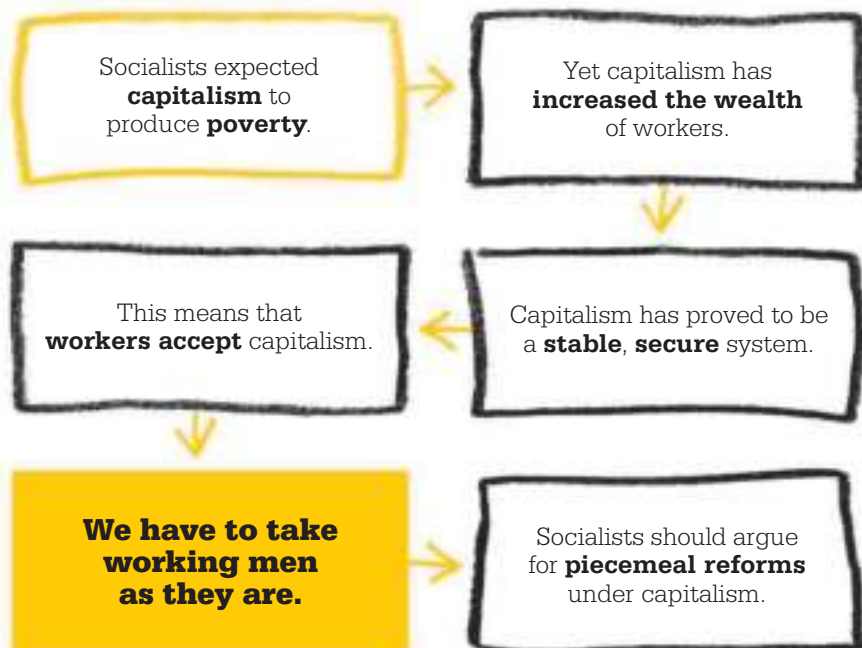 Socialists expected
capitalism to
produce poverty.
Yet capitalism has
increased the wealth
of workers.
Capitalism has proved to be
a stable, secure system.
This means that
workers accept capitalism.
We have to take
working men
as they are.
Socialists should argue
for piecemeal reforms
under capitalism.